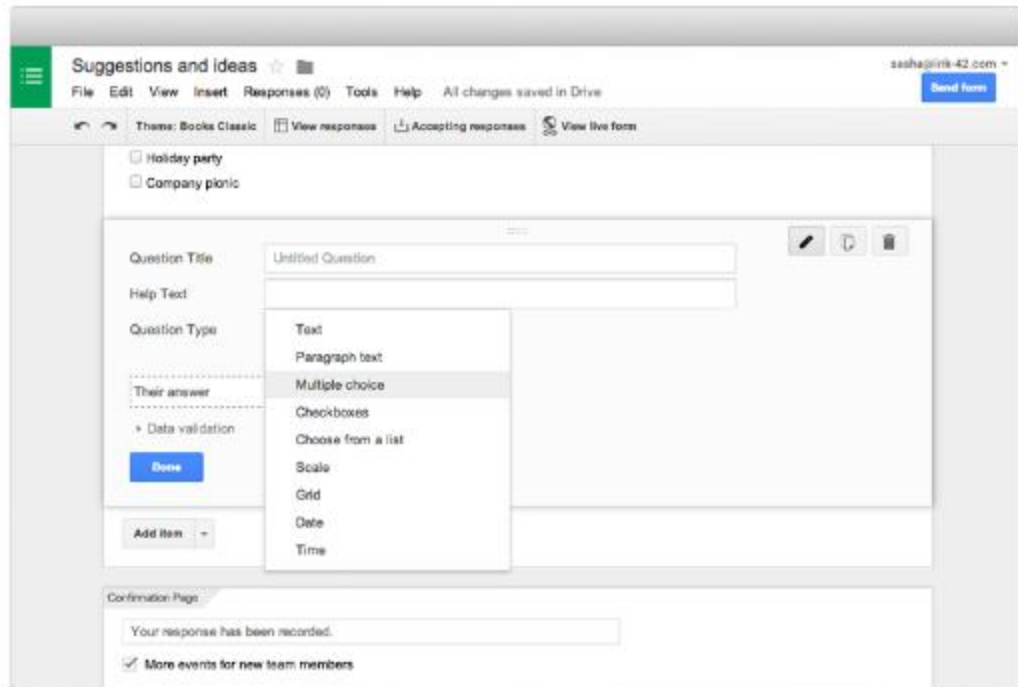 Suggestions and ideas
sasha@ink-42.com
File Edit View Insert Responses (0) Tools Help All changes saved in Drive
Send form
Theme: Books Classic View responses Accepting responses View live form
Holiday party
Company picnic
Question Title Untitled Question
Help Text
Question Type
Text
Paragraph text
Multiple choice
Their answer
Checkboxes
Data validation
Choose from a list
Done
Scale
Grid
Date
Add item
Time
Confirmation Page
Your response has been recorded.
More events for new team members